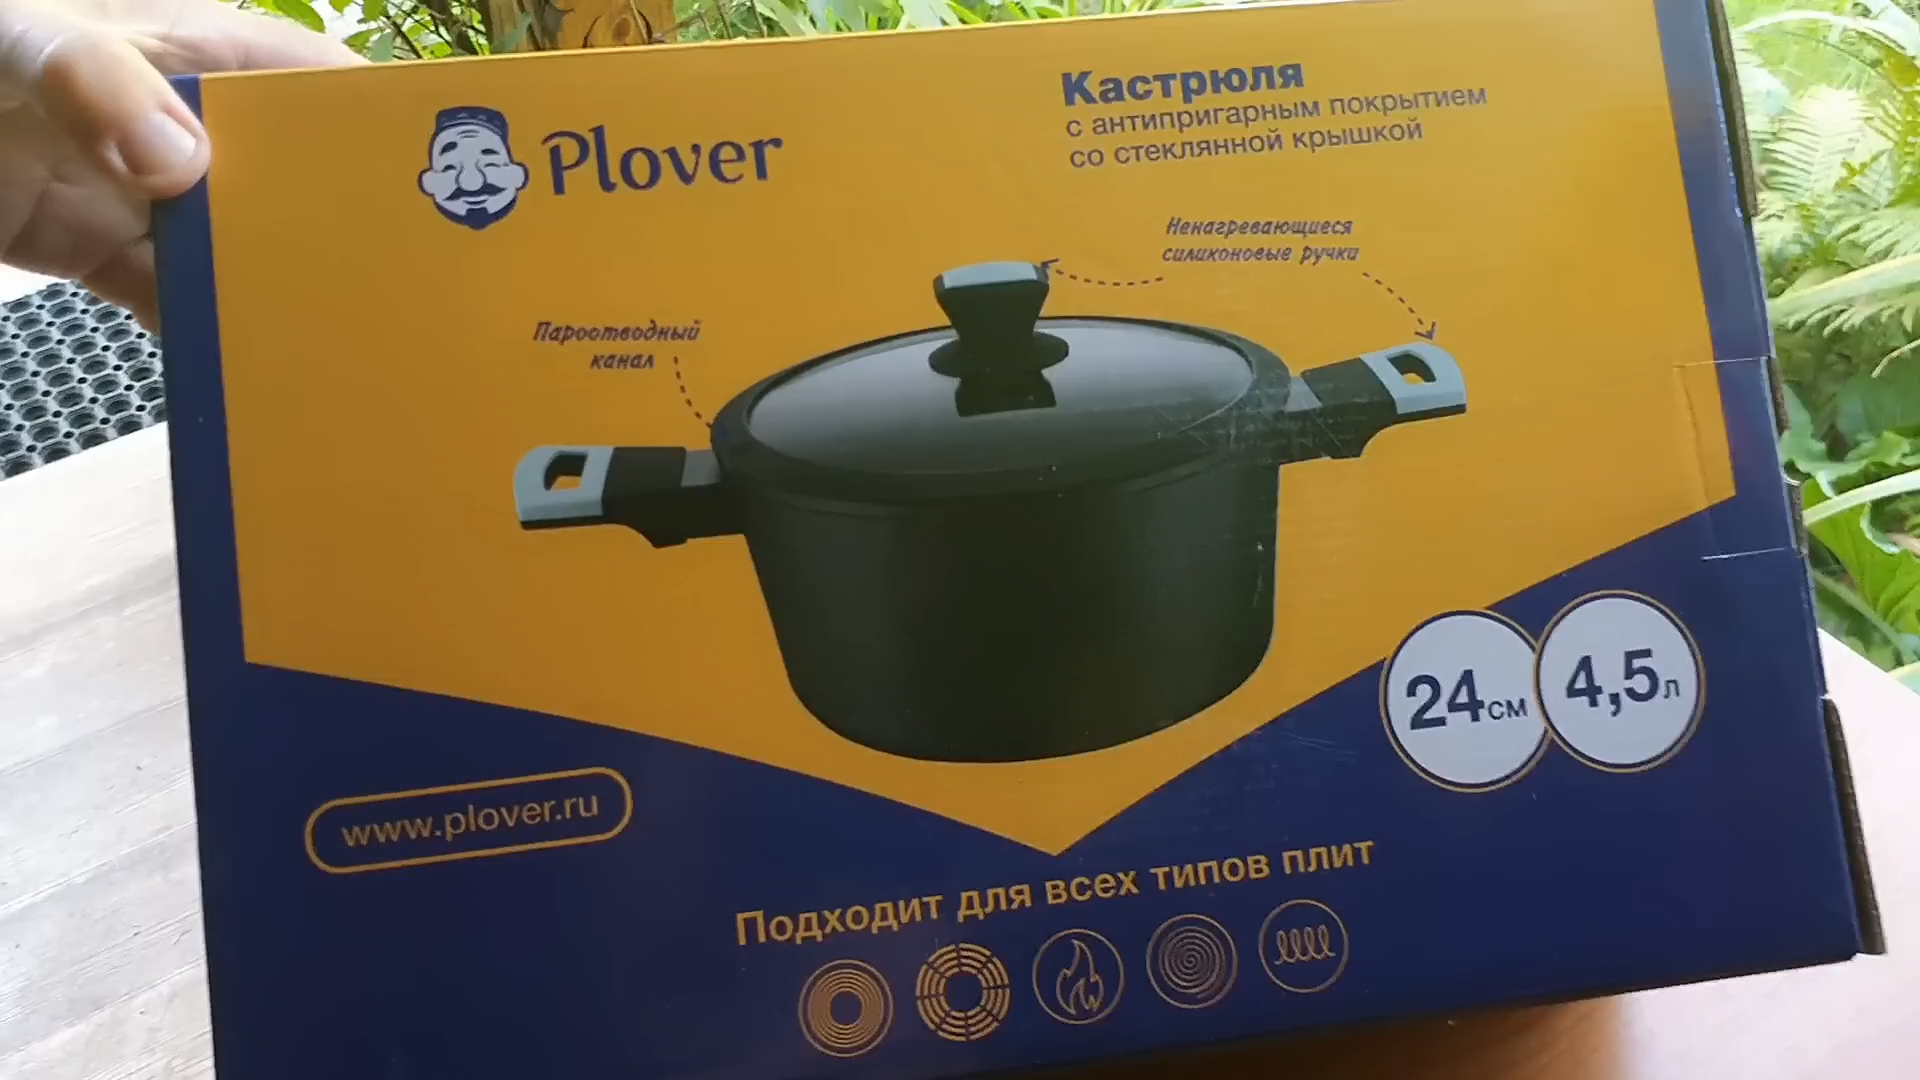 Plover
Кастрюля
с антипригарным покрытием
со стеклянной крышкой
Ненагревающиеся
силиконовые ручки
Пароотводный
канал
24см
4,5л
www.plover.ru
Подходит для всех типов плит